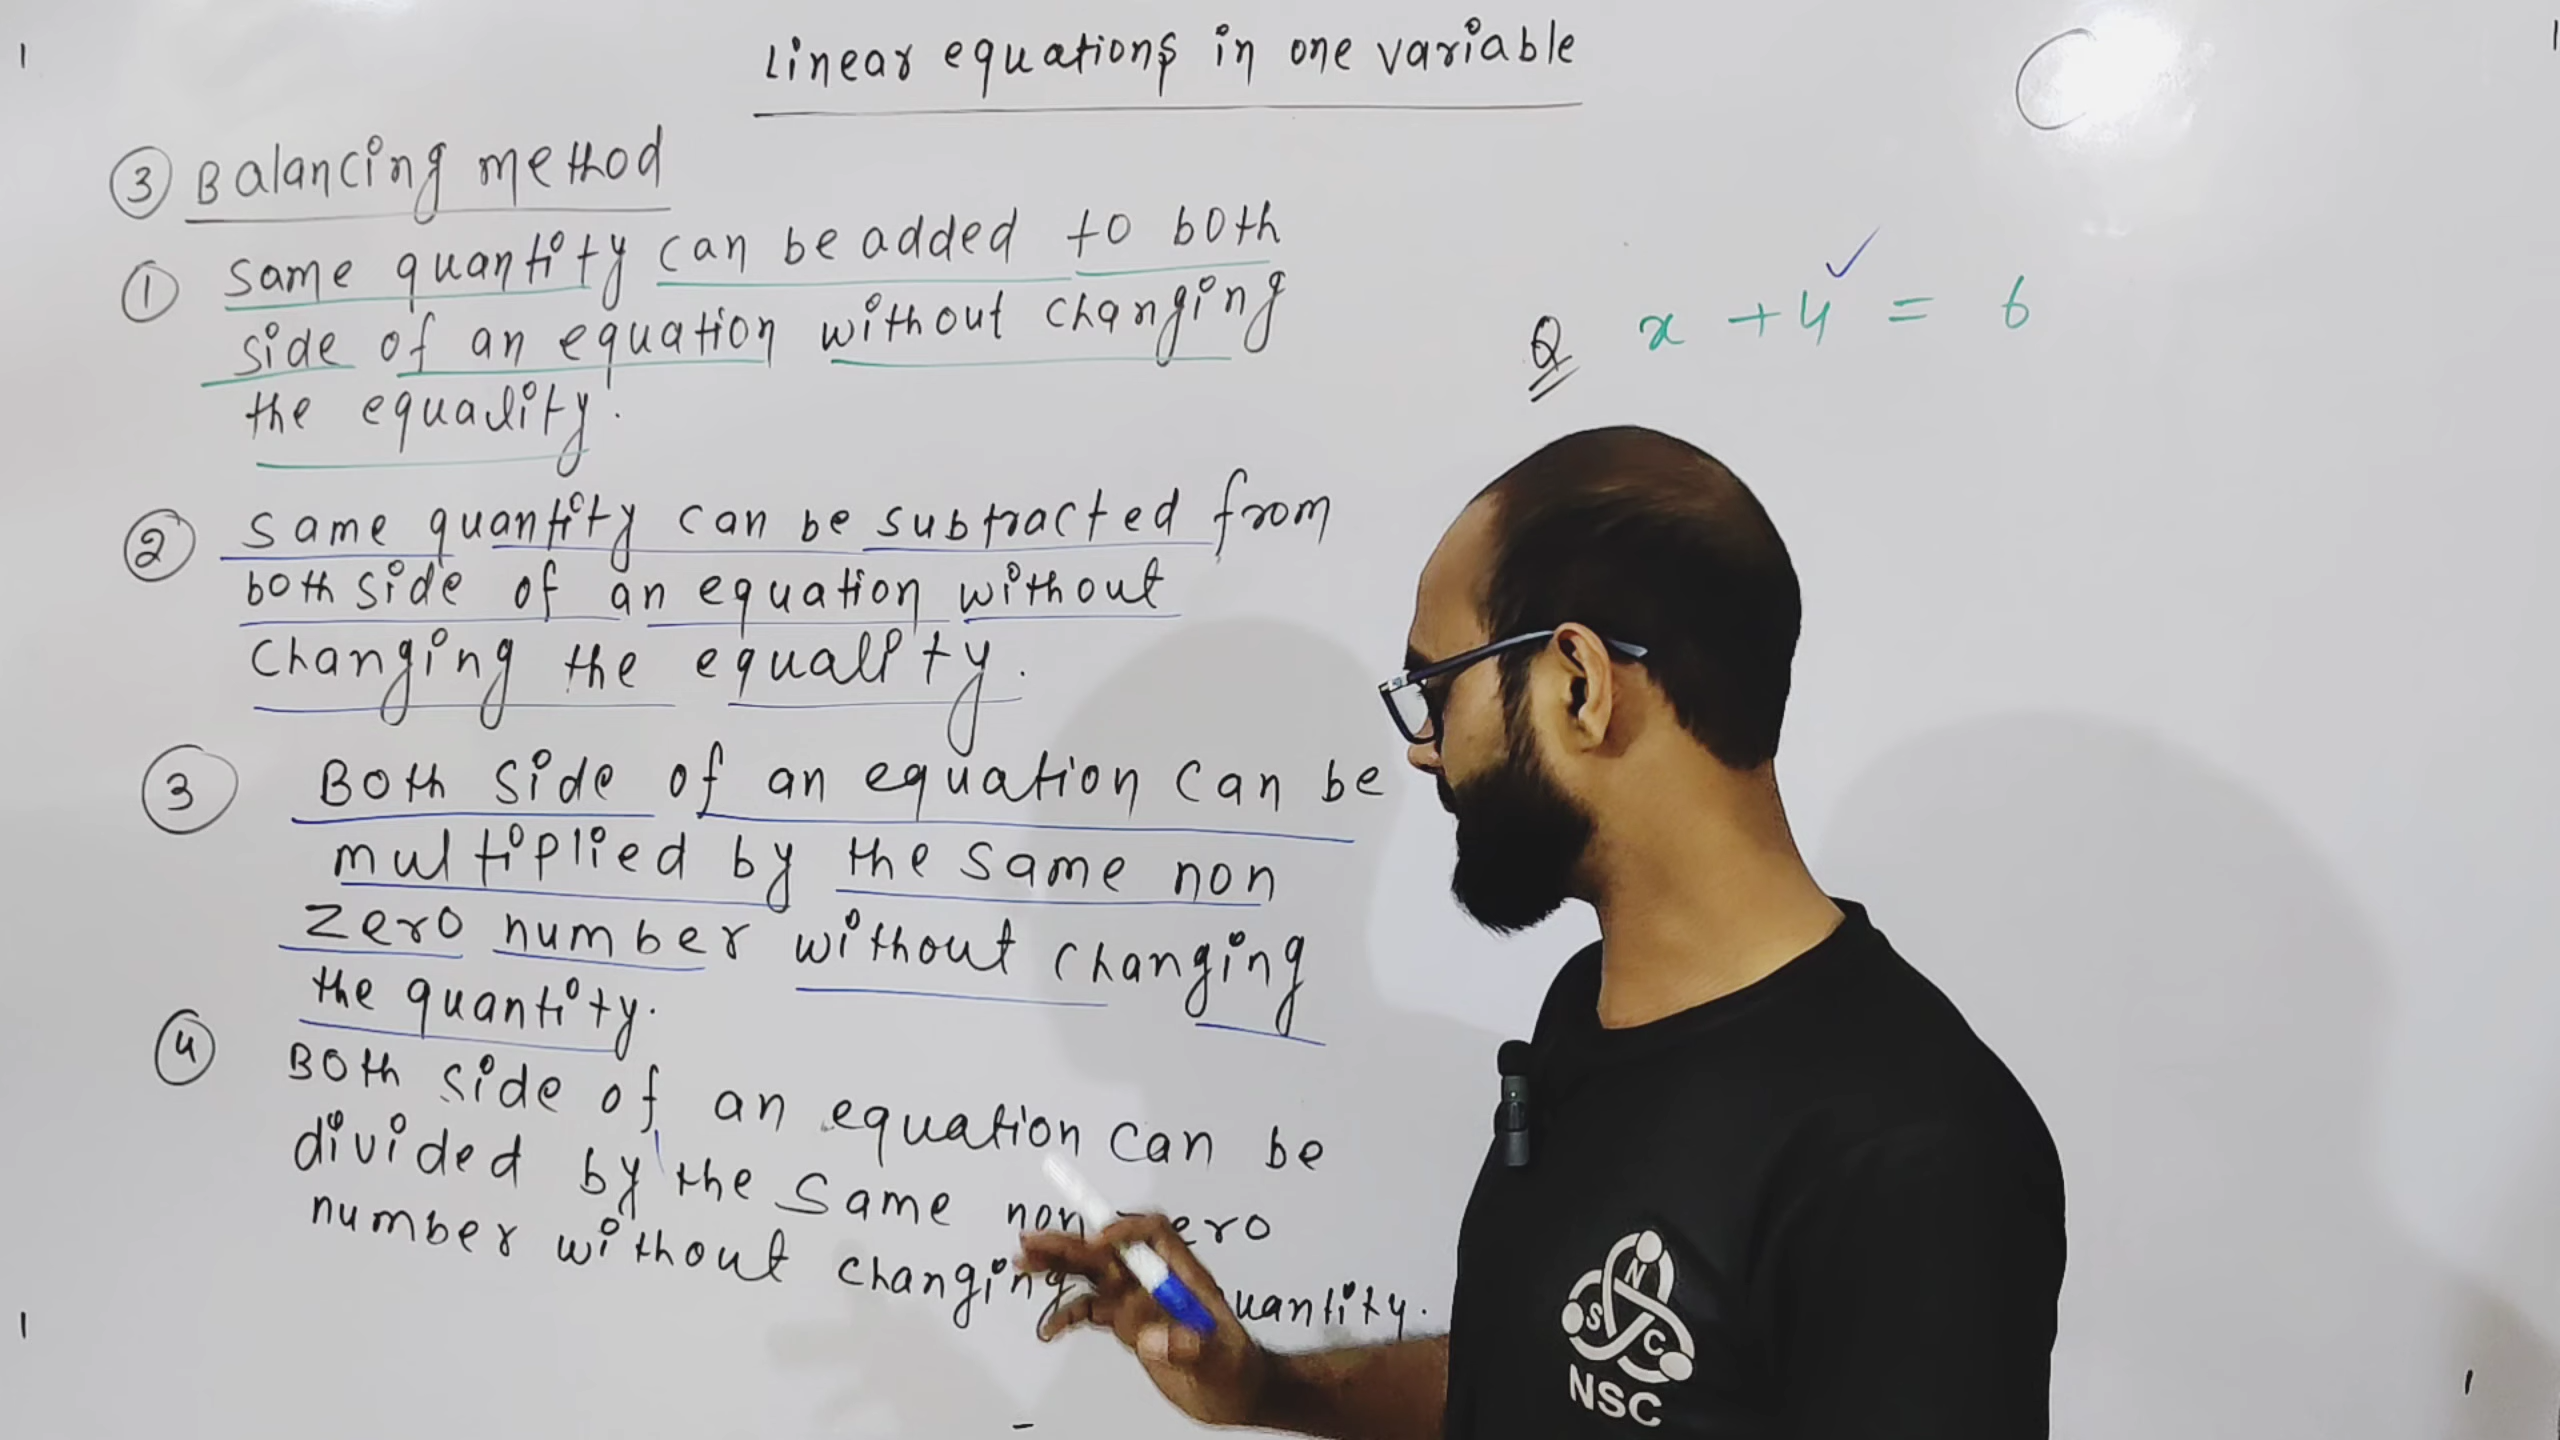 Linear equations in one variable
③ Balancing method
① same quantity can be added to both
side of an equation without changing
the equality.
② same quantity can be subtracted from
both side of an equation without
changing the equality.
③ Both side of an equation can be
multiplied by the same non
zero number without changing
the quantity.
④ Both side of an equation can be
divided by the same non
number without changing
Q x + 4 = 6
N
S C
NSC